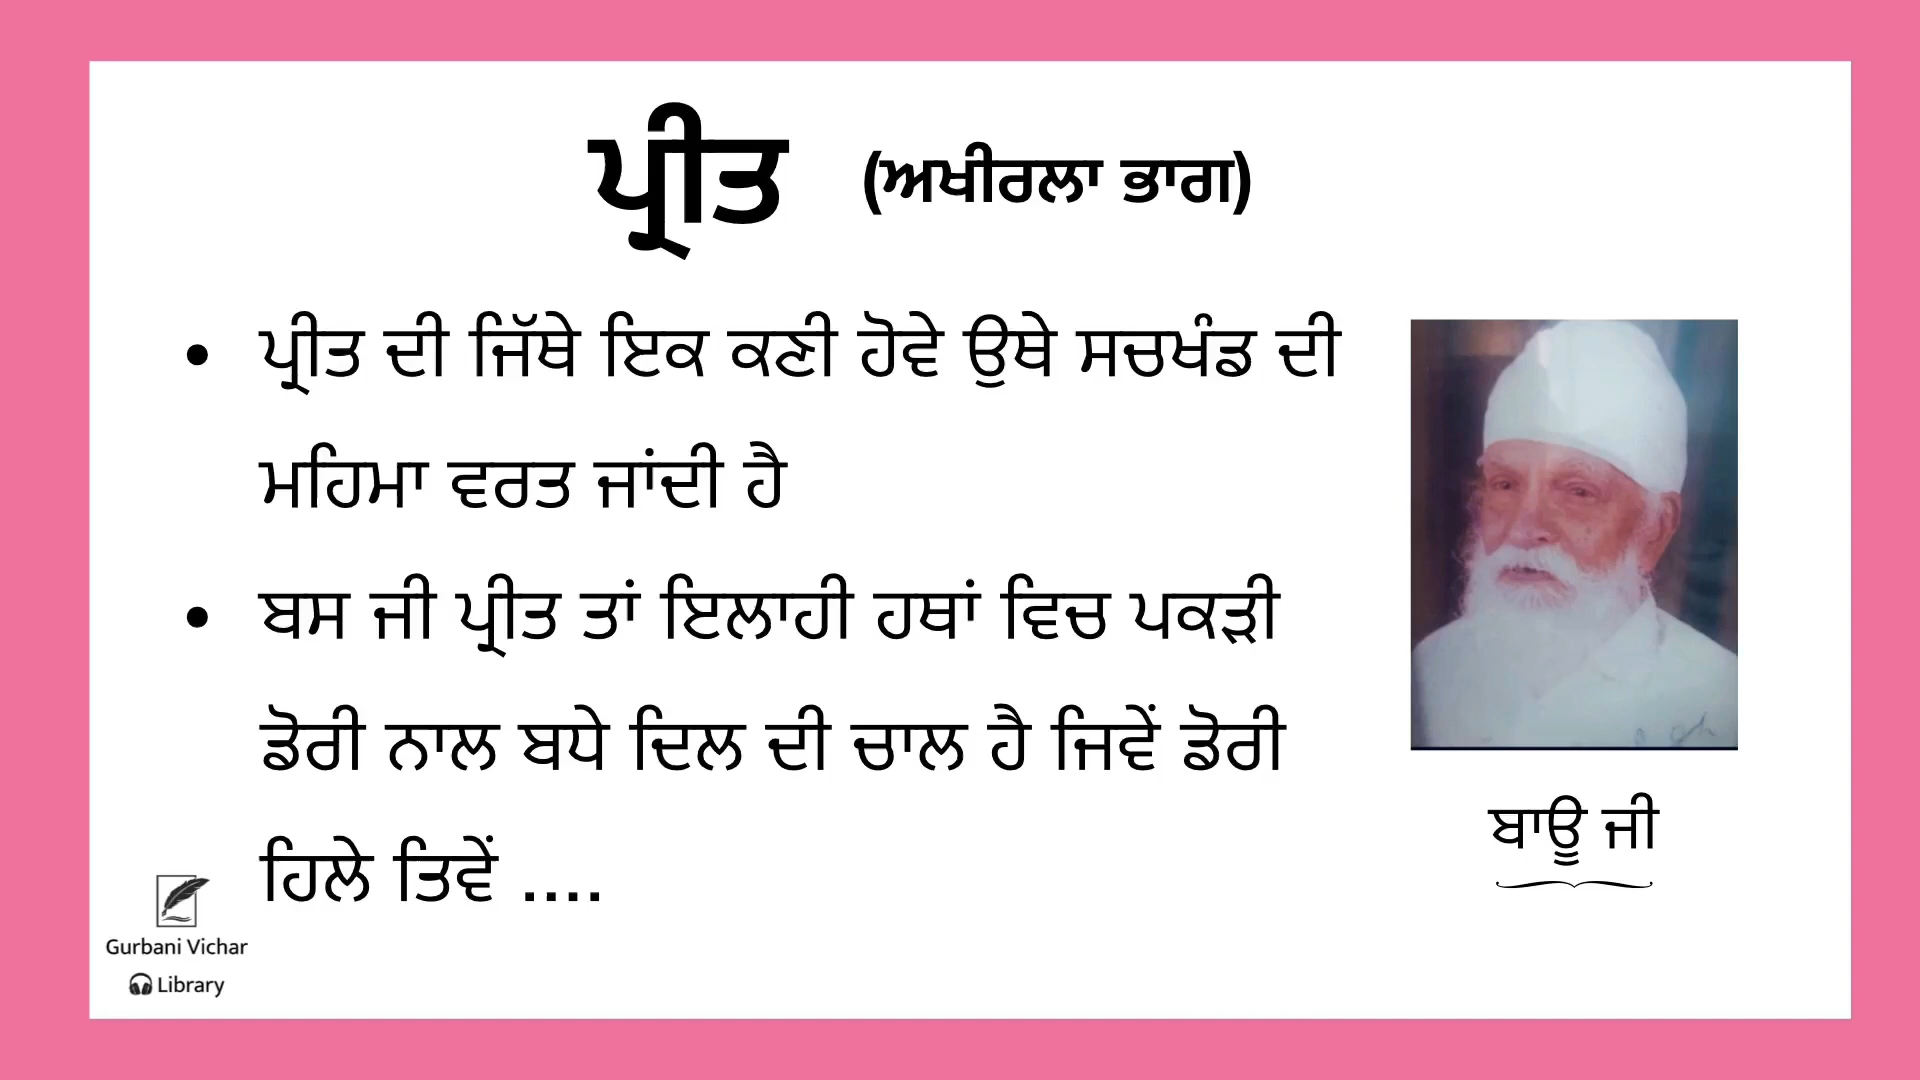 ਪ੍ਰੀਤ (ਅਖੀਰਲਾ ਭਾਗ)
• ਪ੍ਰੀਤ ਦੀ ਜਿੱਥੇ ਇਕ ਕਣੀ ਹੋਵੇ ਉਥੇ ਸਚਖੰਡ ਦੀ
ਮਹਿਮਾ ਵਰਤ ਜਾਂਦੀ ਹੈ
• ਬਸ ਜੀ ਪ੍ਰੀਤ ਤਾਂ ਇਲਾਹੀ ਹਥਾਂ ਵਿਚ ਪਕੜੀ
ਡੋਰੀ ਨਾਲ ਬਧੇ ਦਿਲ ਦੀ ਚਾਲ ਹੈ ਜਿਵੇਂ ਡੋਰੀ
ਹਿਲੇ ਤਿਵੇਂ ....
ਬਾਊ ਜੀ
Gurbani Vichar
Library